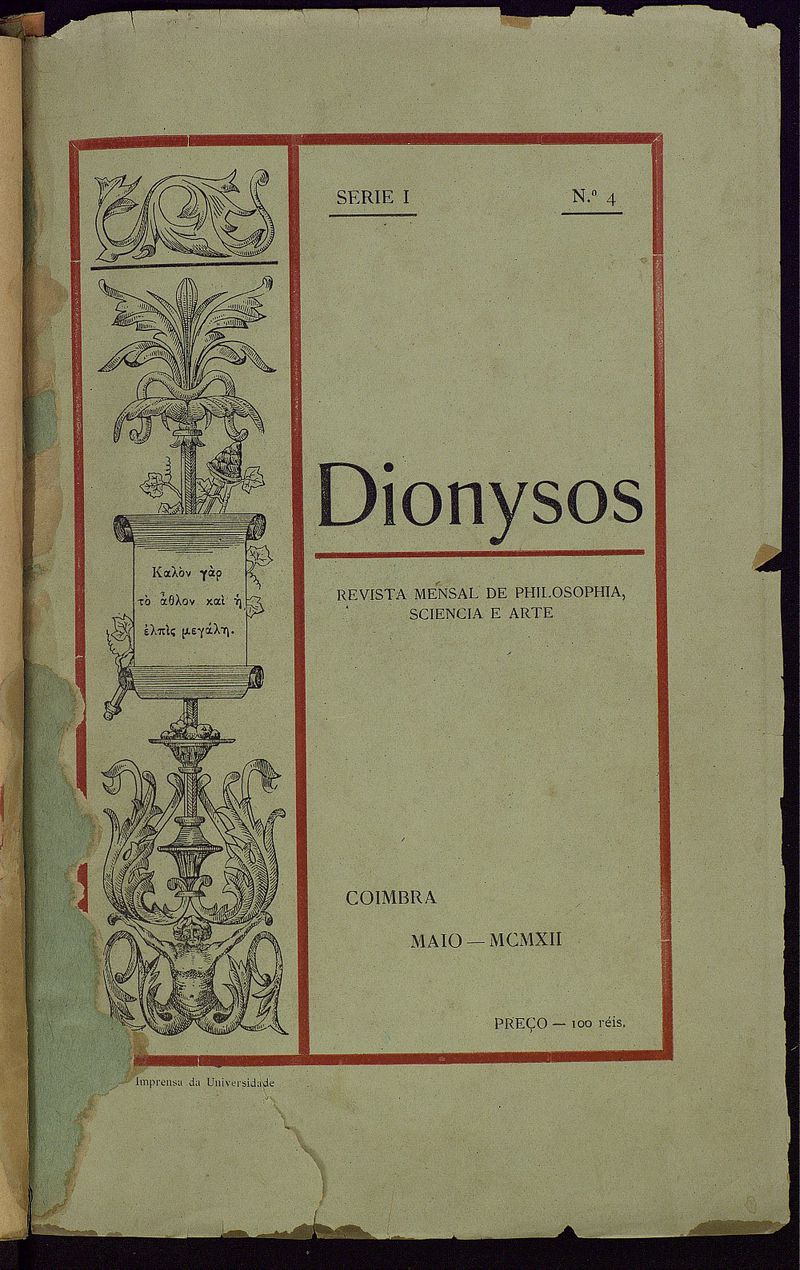 SERIE I
N.º 4
Καλὸν γὰρ
τὸ ἆθλον καὶ ἡ
ἐλπὶς μεγάλη.
Dionysos
REVISTA MENSAL DE PHILOSOPHIA,
SCIENCIA E ARTE
COIMBRA
MAIO — MCMXII
PREÇO — 100 réis.
Imprensa da Universidade